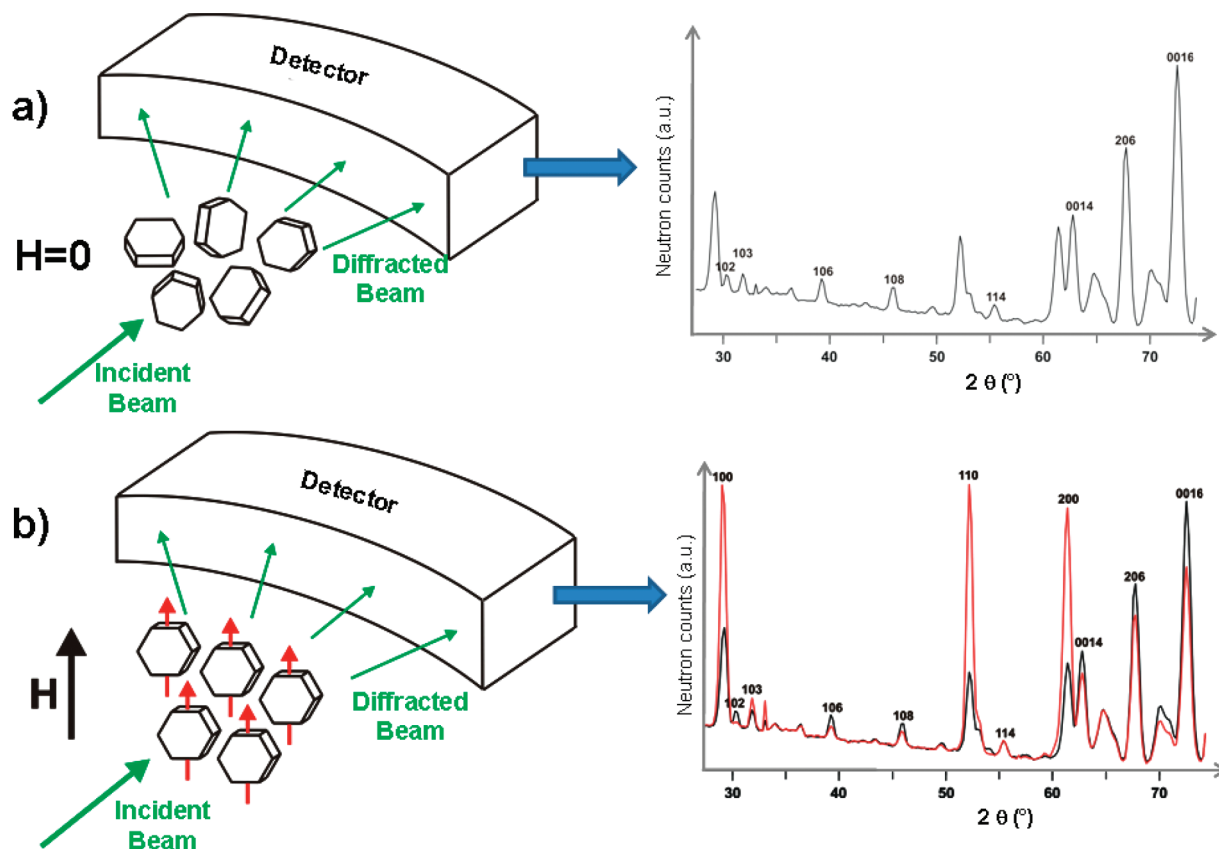 a)
Detector
H=0
Diffracted
Beam
Incident
Beam
Neutron counts (a.u.)
102
103
106
108
114
0014
206
0016
30
40
50
60
70
2 θ (°)
b)
Detector
H
Diffracted
Beam
Incident
Beam
Neutron counts (a.u.)
100
102
103
106
108
110
114
200
0014
206
0016
30
40
50
60
70
2 θ (°)